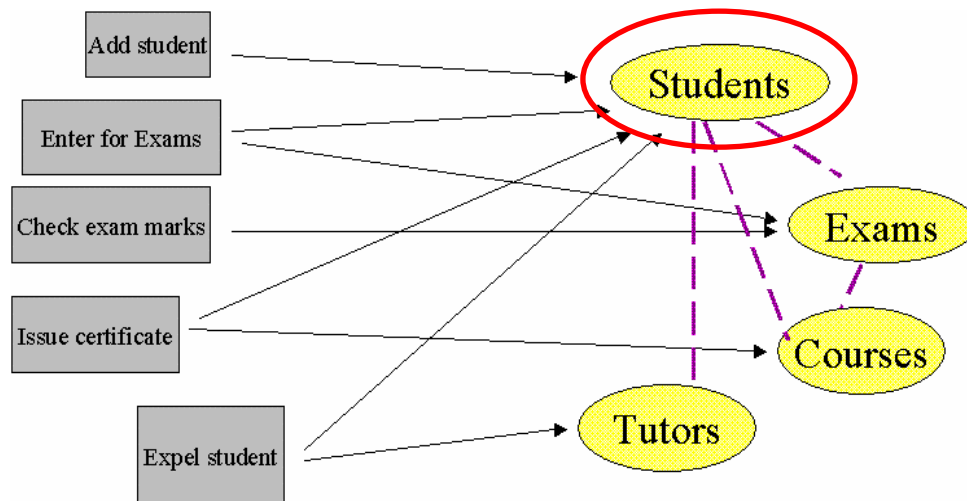 Add student
Students
Enter for Exams
Check exam marks
Exams
Issue certificate
Courses
Tutors
Expel student